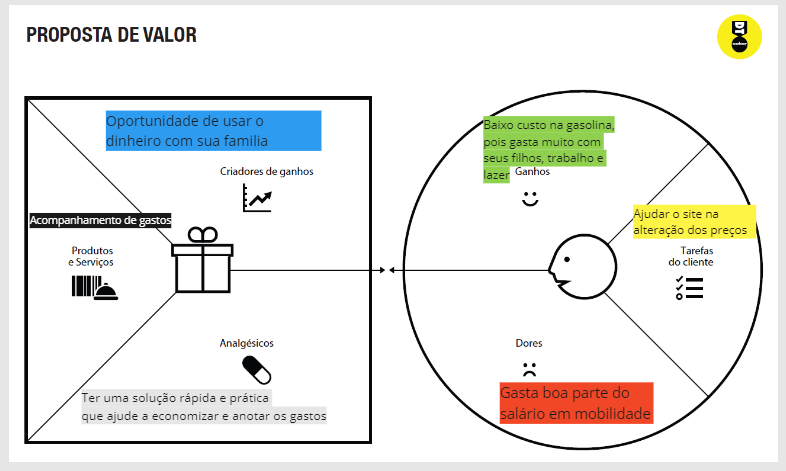 PROPOSTA DE VALOR
Oportunidade de usar o
dinheiro com sua familia
Criadores de ganhos
Acompanhamento de gastos
Produtos
e Serviços
Analgésicos
Ter uma solução rápida e prática
que ajude a economizar e anotar os gastos
Baixo custo na gasolina,
pois gasta muito com
seus filhos, trabalho e
lazer
Ganhos
Ajudar o site na
alteração dos preços
Tarefas
do cliente
Dores
Gasta boa parte do
salário em mobilidade